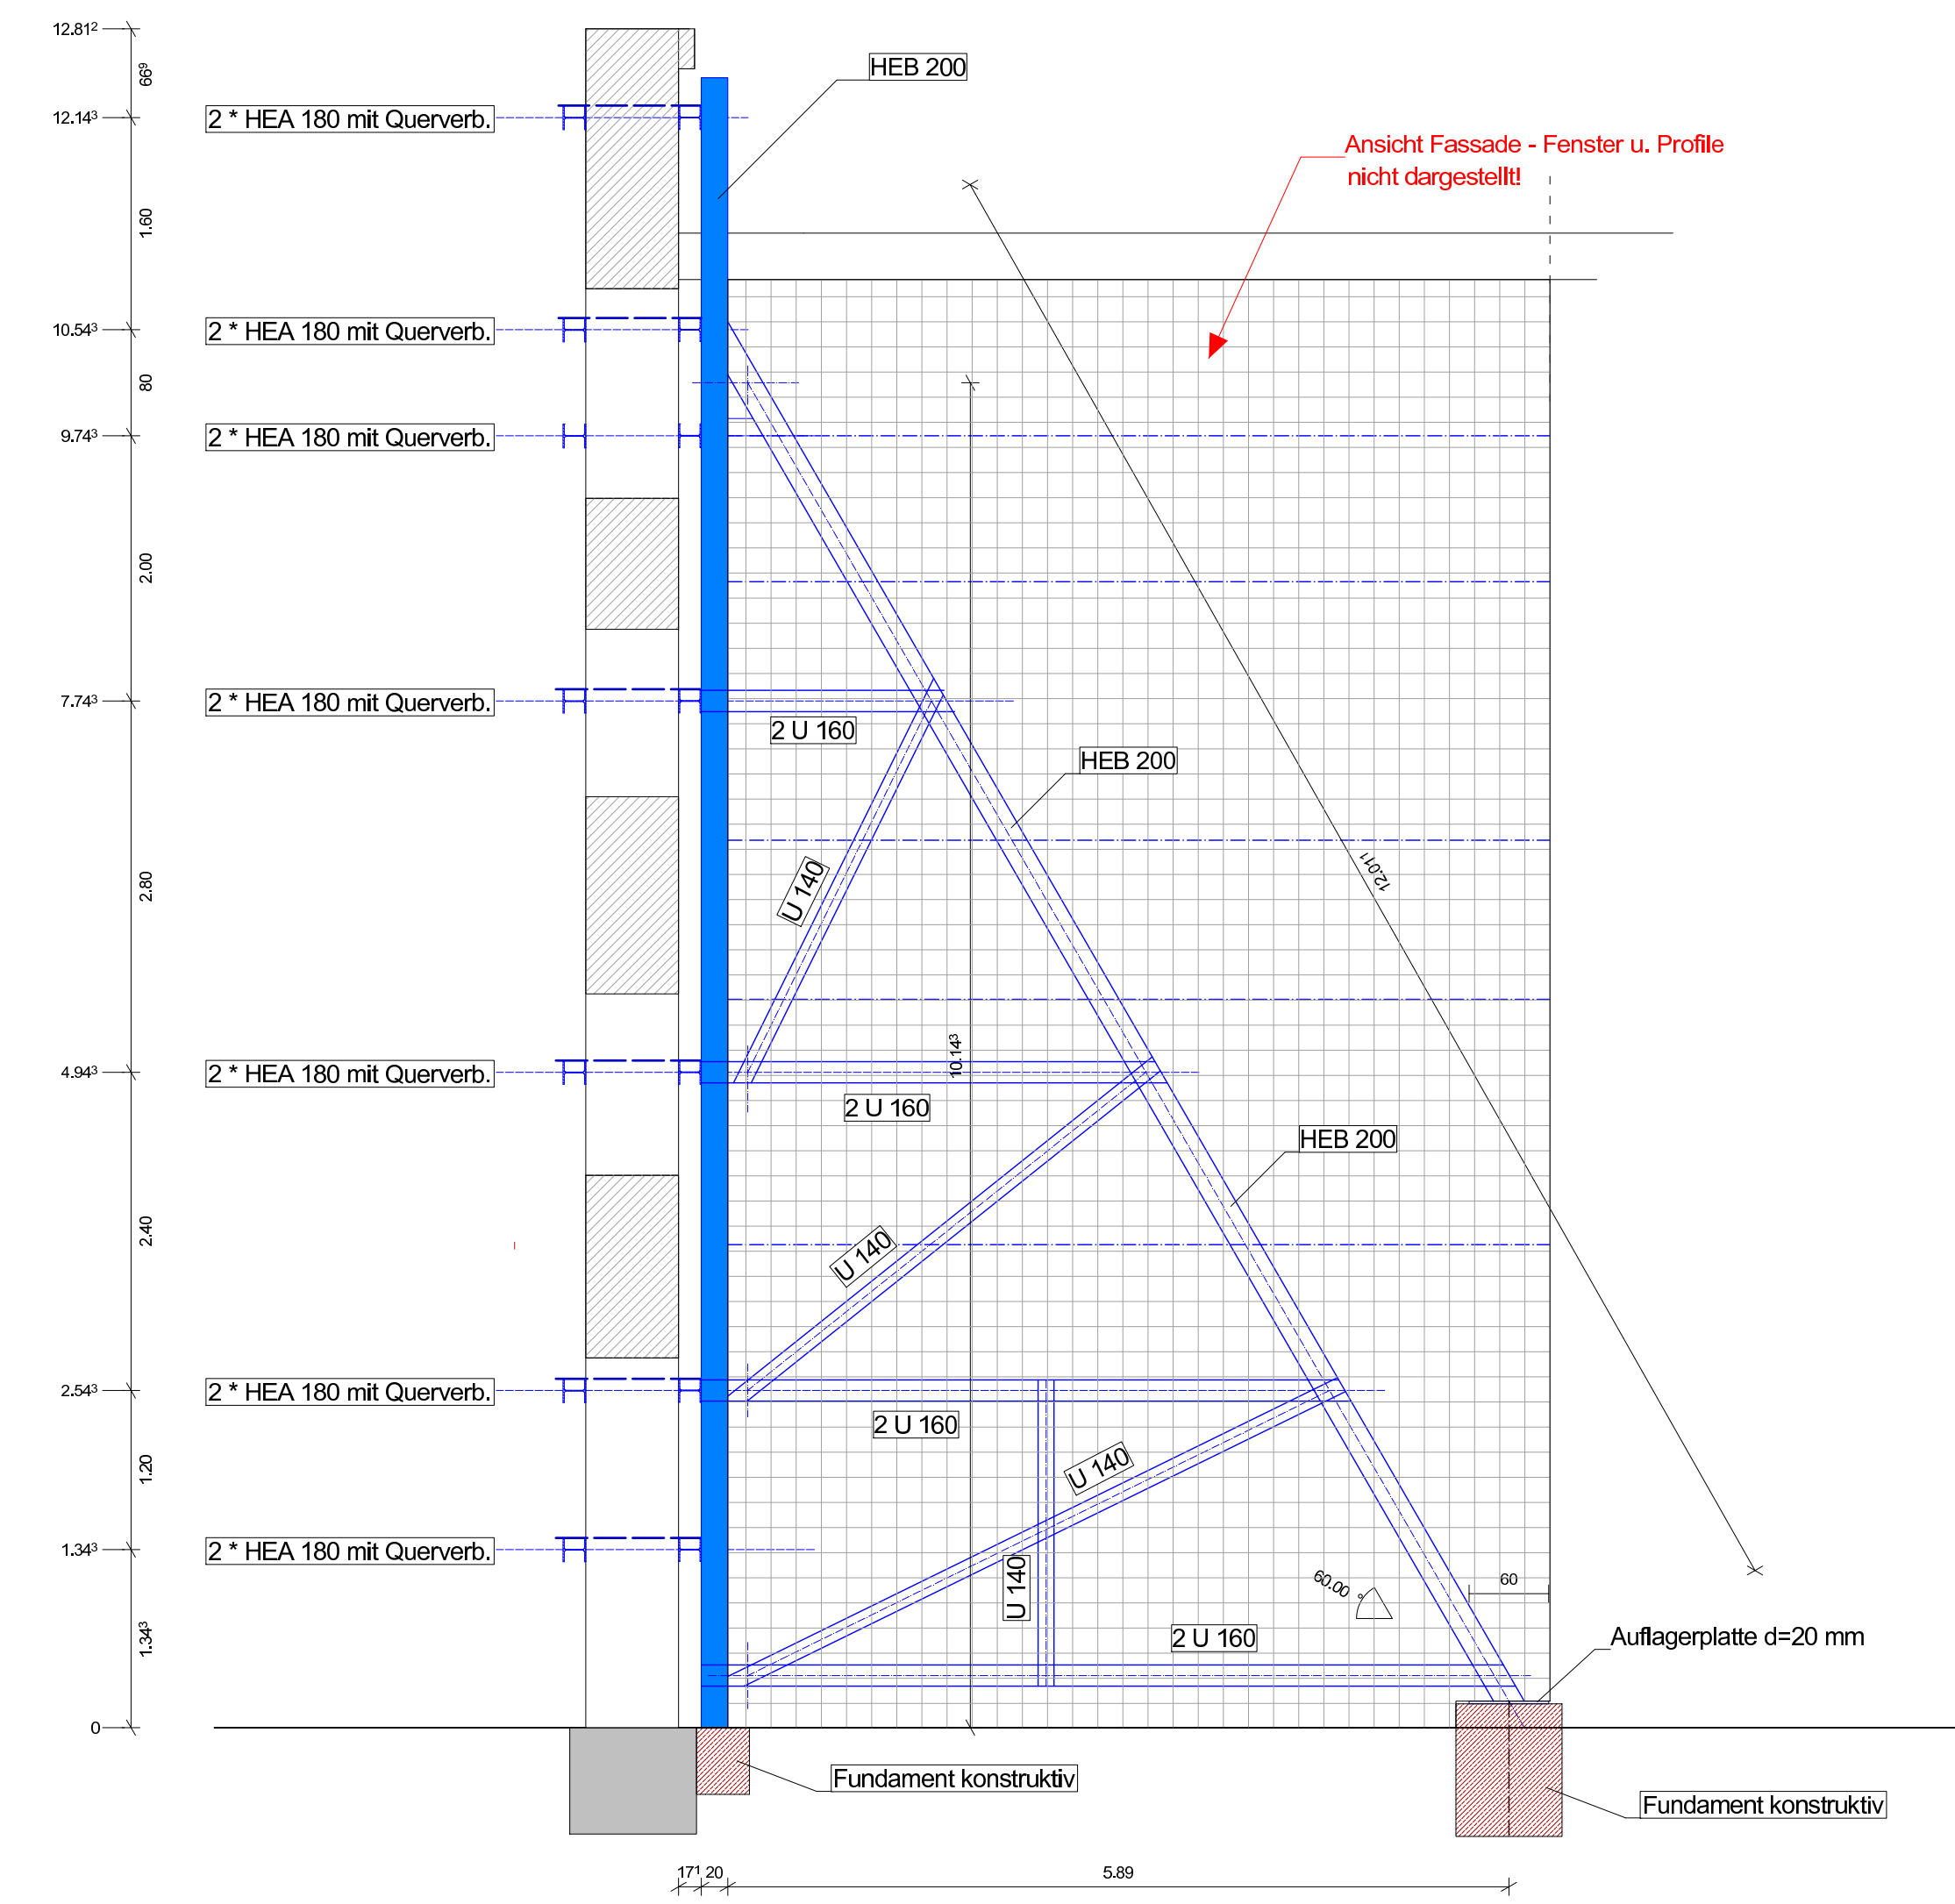 12.81²
66⁹
HEB 200
2 * HEA 180 mit Querverb.
12.14³
Ansicht Fassade - Fenster u. Profile
nicht dargestellt!
1.60
2 * HEA 180 mit Querverb.
10.54³
80
2 * HEA 180 mit Querverb.
9.74³
2.00
2 * HEA 180 mit Querverb.
7.74³
2 U 160
HEB 200
2.80
U 140
12.01¹
10.14³
2 * HEA 180 mit Querverb.
4.94³
2 U 160
HEB 200
2.40
U 140
2 * HEA 180 mit Querverb.
2.54³
2 U 160
1.20
U 140
2 * HEA 180 mit Querverb.
1.34³
U 140
60.00 °
60
1.34³
2 U 160
Auflagerplatte d=20 mm
0
Fundament konstruktiv
Fundament konstruktiv
17¹ 20
5.89